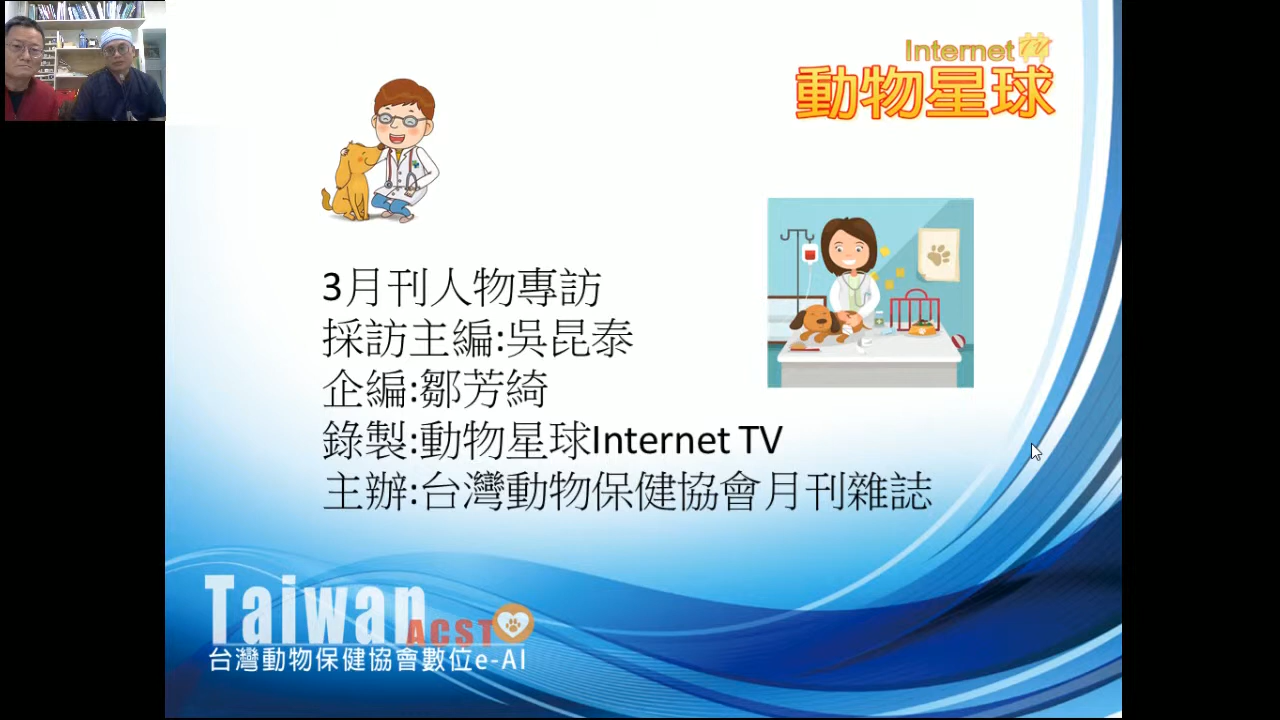 Internet TV
動物星球
3月刊人物專訪
採訪主編:吳昆泰
企編:鄒芳綺
錄製:動物星球Internet TV
主辦:台灣動物保健協會月刊雜誌
Taiwan
ACST
台灣動物保健協會數位e-AI